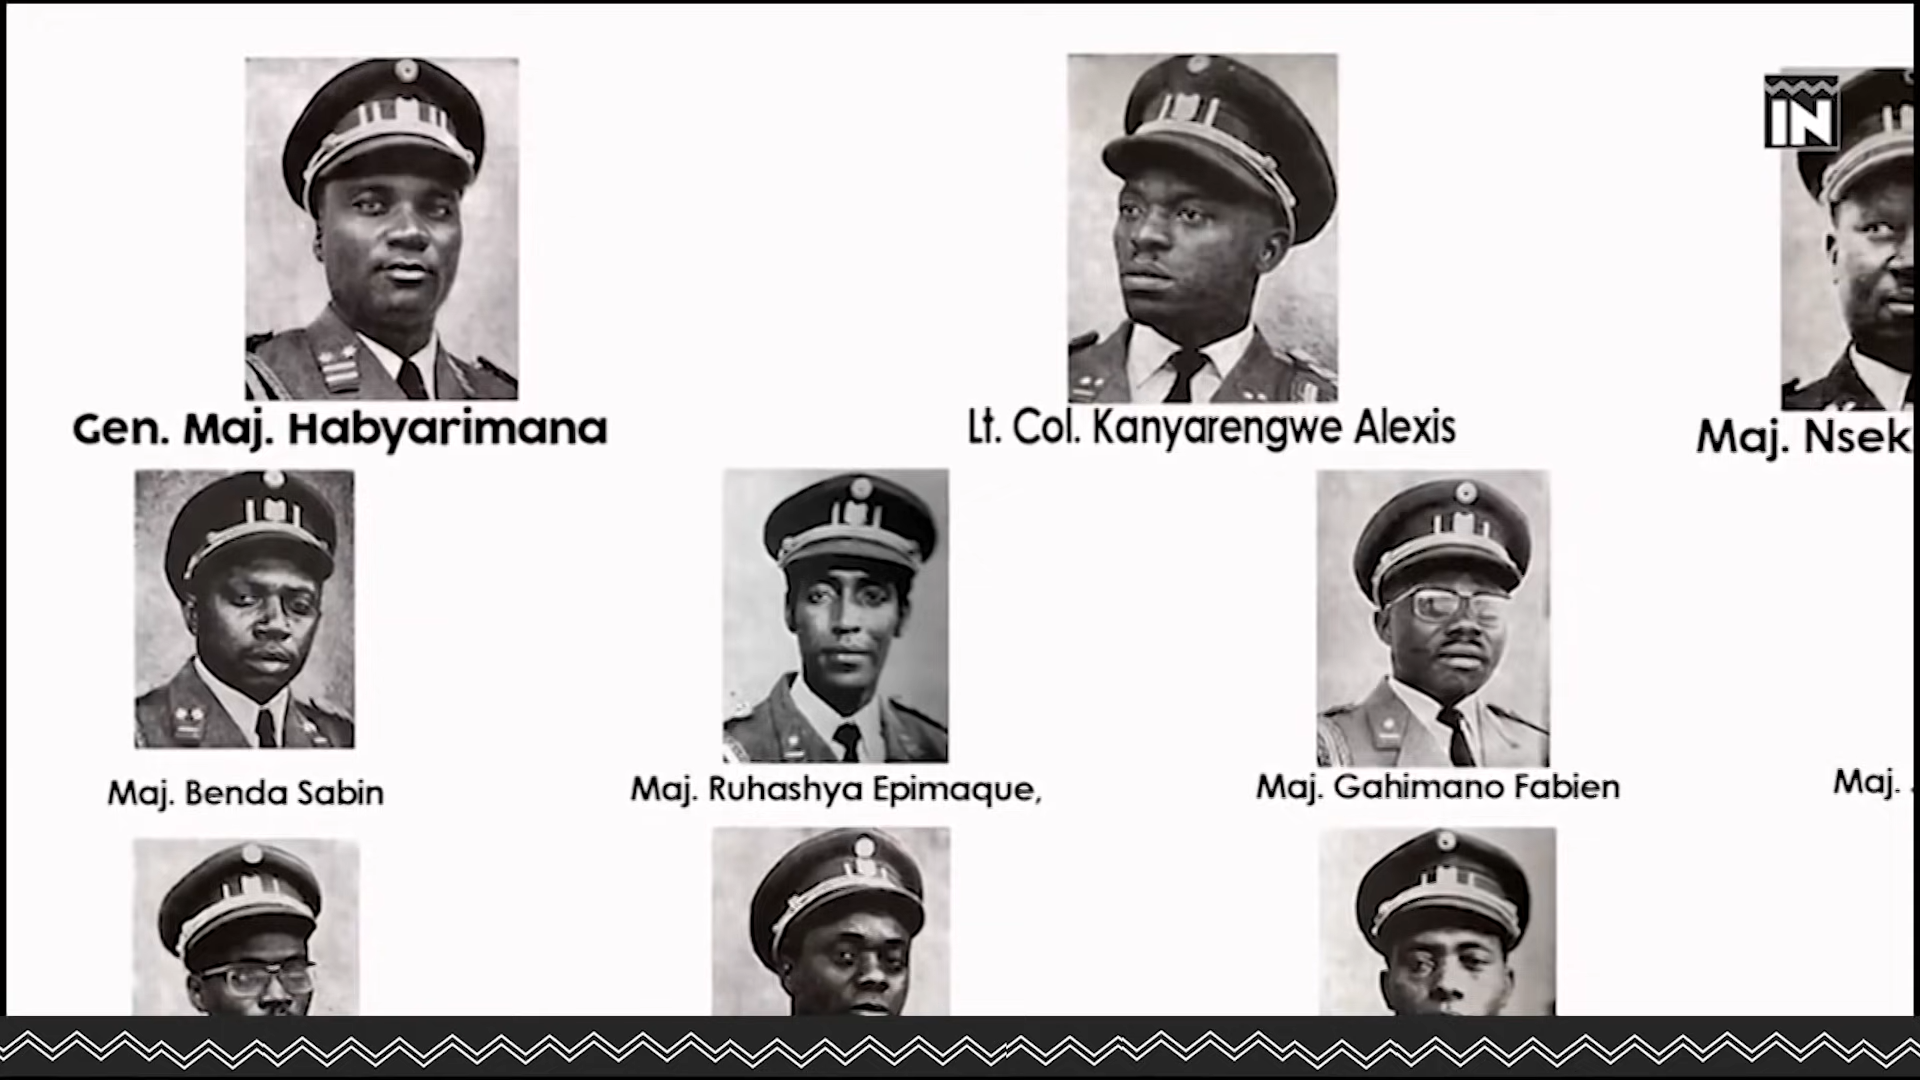 IN
Gen. Maj. Habyarimana
Lt. Col. Kanyarengwe Alexis
Maj. Nsek
Maj. Benda Sabin
Maj. Ruhashya Epimaque,
Maj. Gahimano Fabien
Maj.